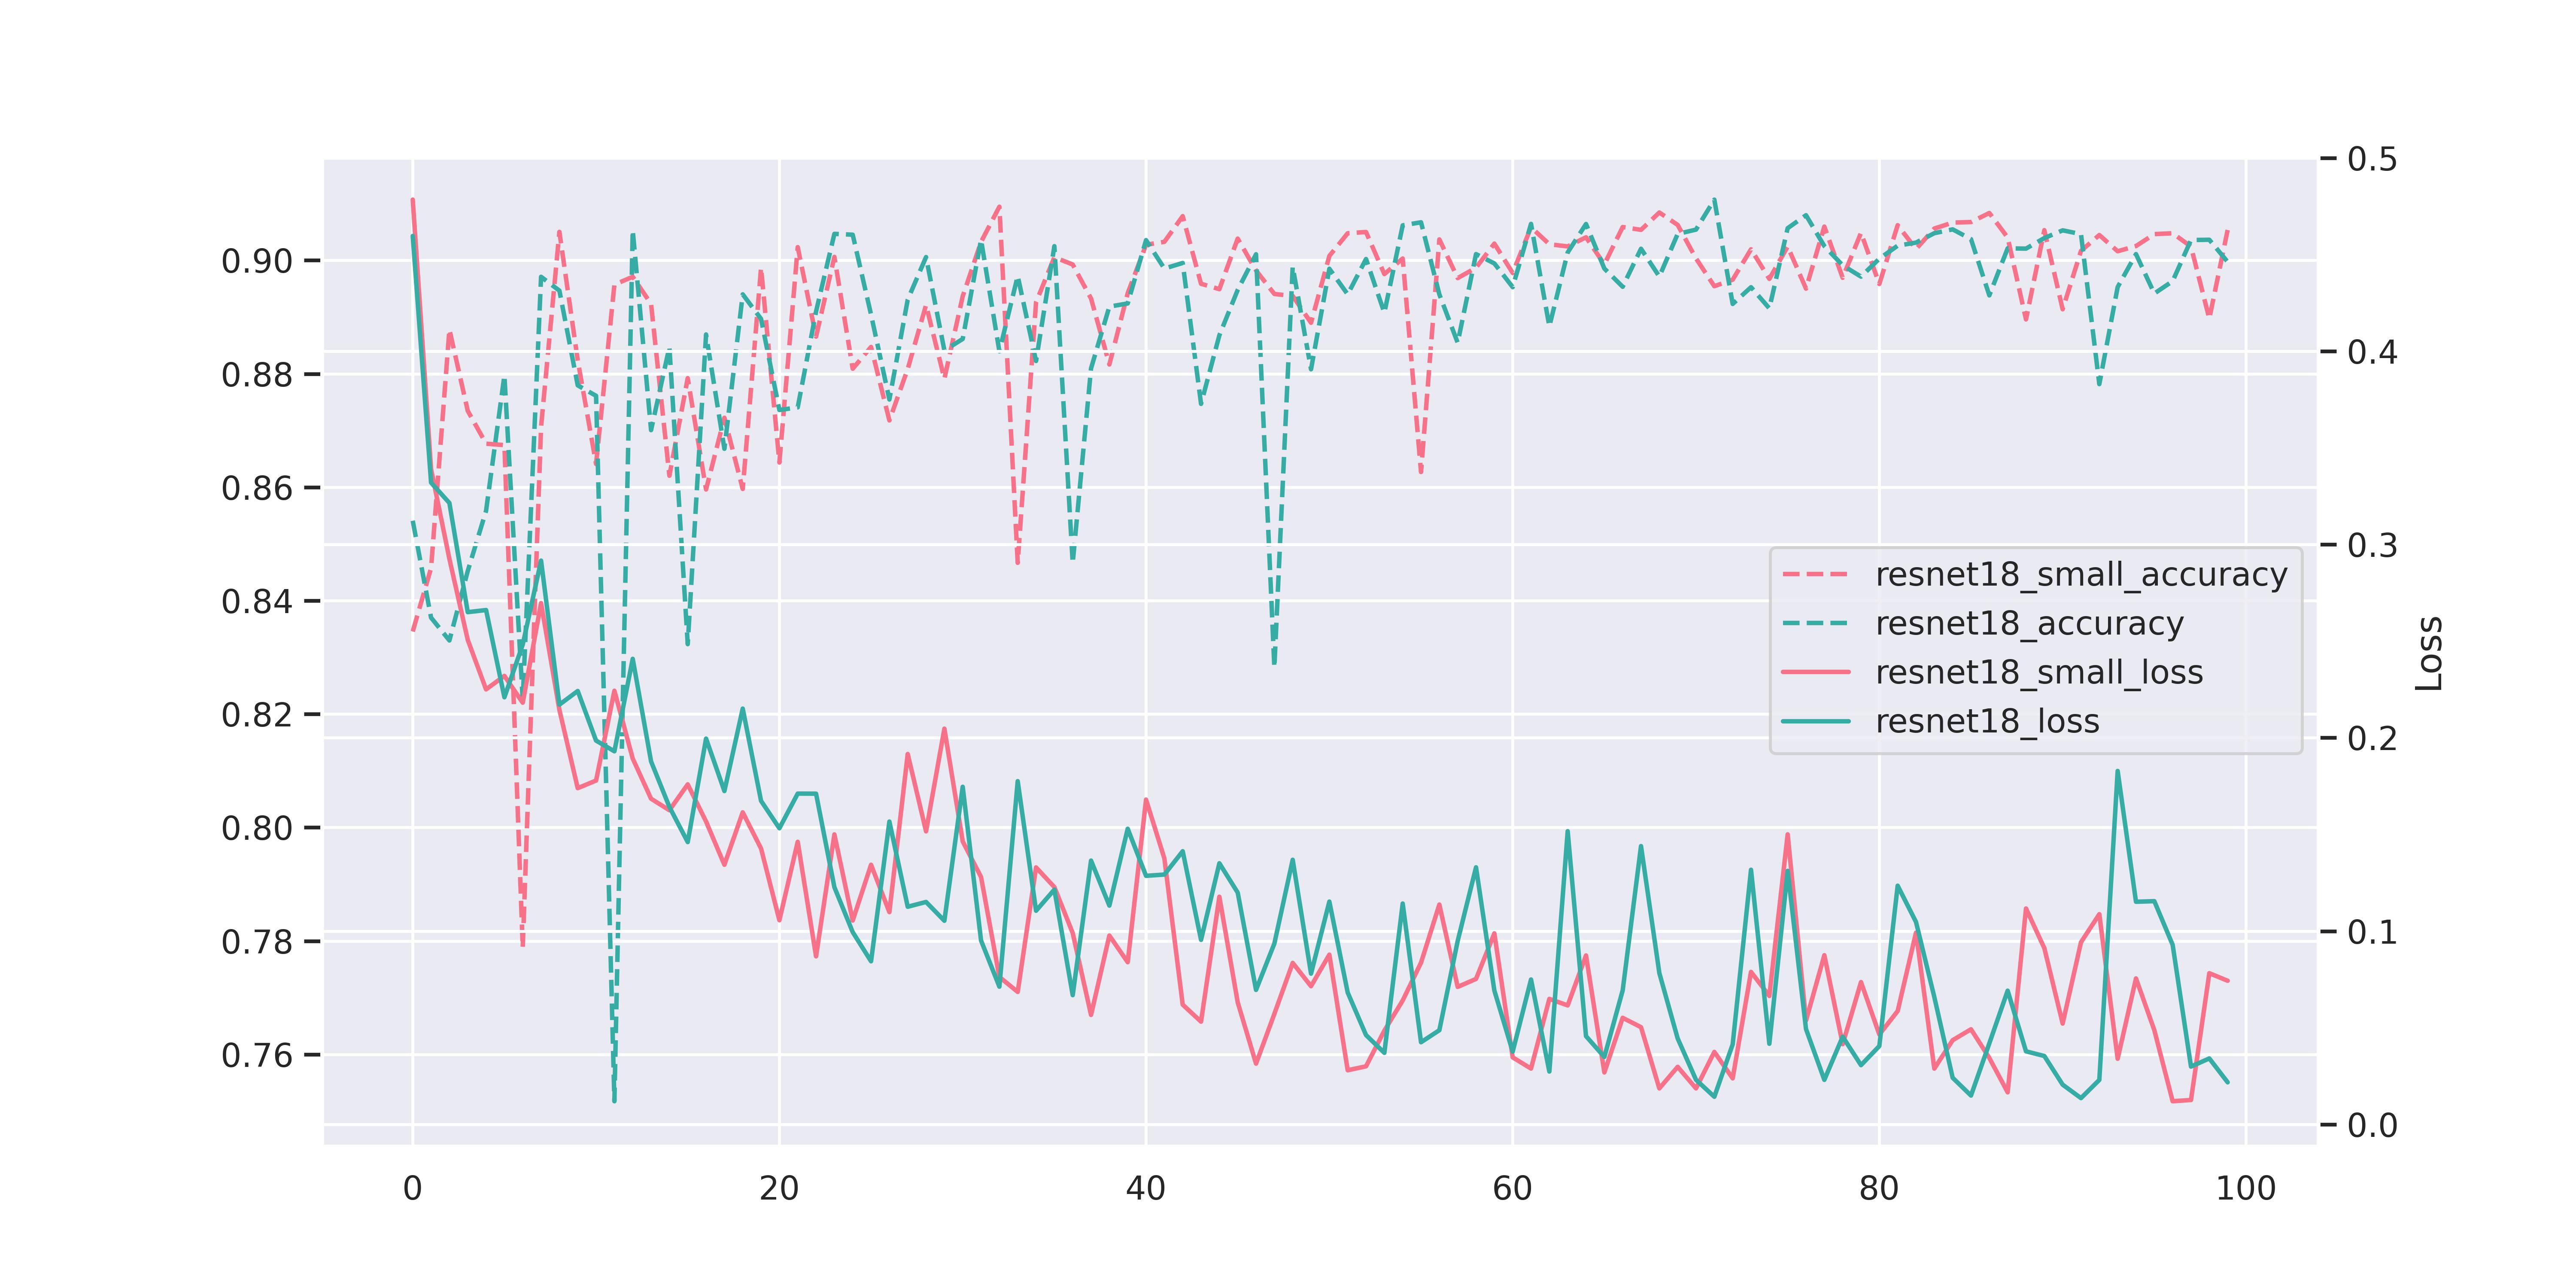 0.90
0.88
0.86
0.84
0.82
0.80
0.78
0.76
0.5
0.4
0.3
0.2
0.1
0.0
Loss
resnet18_small_accuracy
resnet18_accuracy
resnet18_small_loss
resnet18_loss
0 20 40 60 80 100